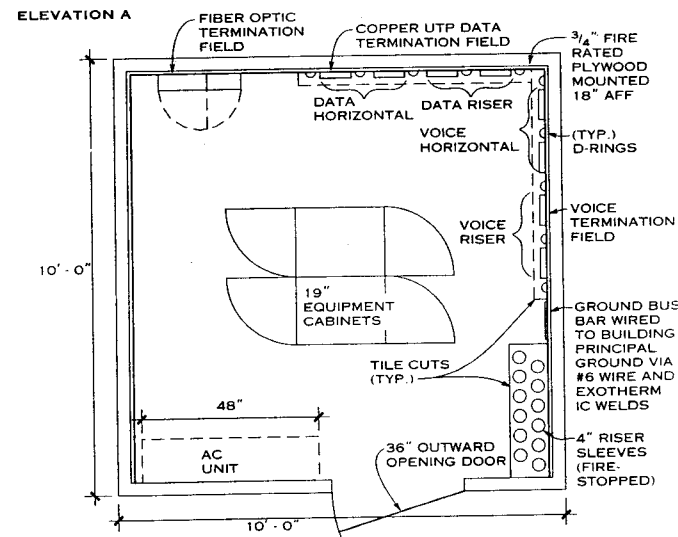 ELEVATION A
FIBER OPTIC
TERMINATION
FIELD
COPPER UTP DATA
TERMINATION FIELD
3/4" FIRE
RATED
PLYWOOD
MOUNTED
18" AFF
DATA
HORIZONTAL
DATA RISER
VOICE
HORIZONTAL
(TYP.)
D-RINGS
VOICE
RISER
VOICE
TERMINATION
FIELD
10' - 0"
19"
EQUIPMENT
CABINETS
GROUND BUS
BAR WIRED
TO BUILDING
PRINCIPAL
GROUND VIA
#6 WIRE AND
EXOTHERM
IC WELDS
TILE CUTS
(TYP.)
48"
AC
UNIT
36" OUTWARD
OPENING DOOR
4" RISER
SLEEVES
(FIRE-
STOPPED)
10' - 0"